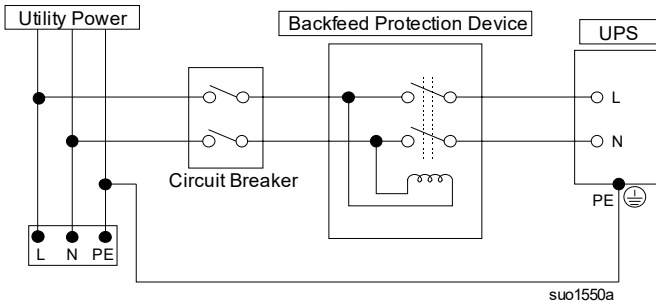 Utility Power
Backfeed Protection Device
UPS
L
N
Circuit Breaker
PE
L N PE
suo1550a